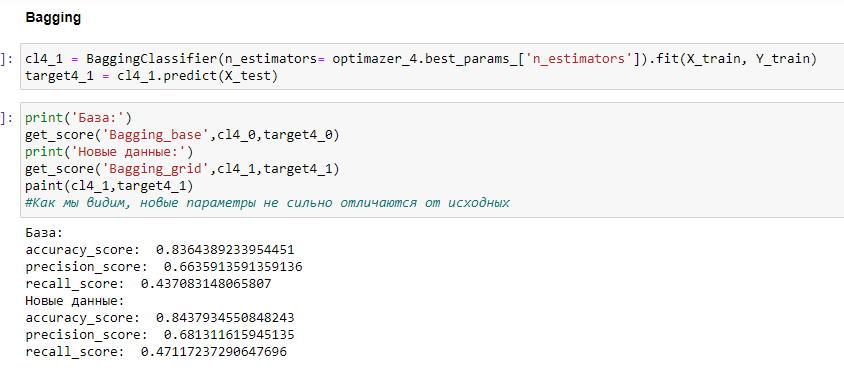 Bagging
]: cl4_1 = BaggingClassifier(n_estimators= optimazer_4.best_params_['n_estimators']).fit(X_train, Y_train)
target4_1 = cl4_1.predict(X_test)
]: print('База:')
get_score('Bagging_base',cl4_0,target4_0)
print('Новые данные:')
get_score('Bagging_grid',cl4_1,target4_1)
paint(cl4_1,target4_1)
#Как мы видим, новые параметры не сильно отличаются от исходных
База:
accuracy_score:  0.8364389233954451
precision_score:  0.6635913591359136
recall_score:  0.437083148065807
Новые данные:
accuracy_score:  0.8437934550848243
precision_score:  0.681311615945135
recall_score:  0.47117237290647696